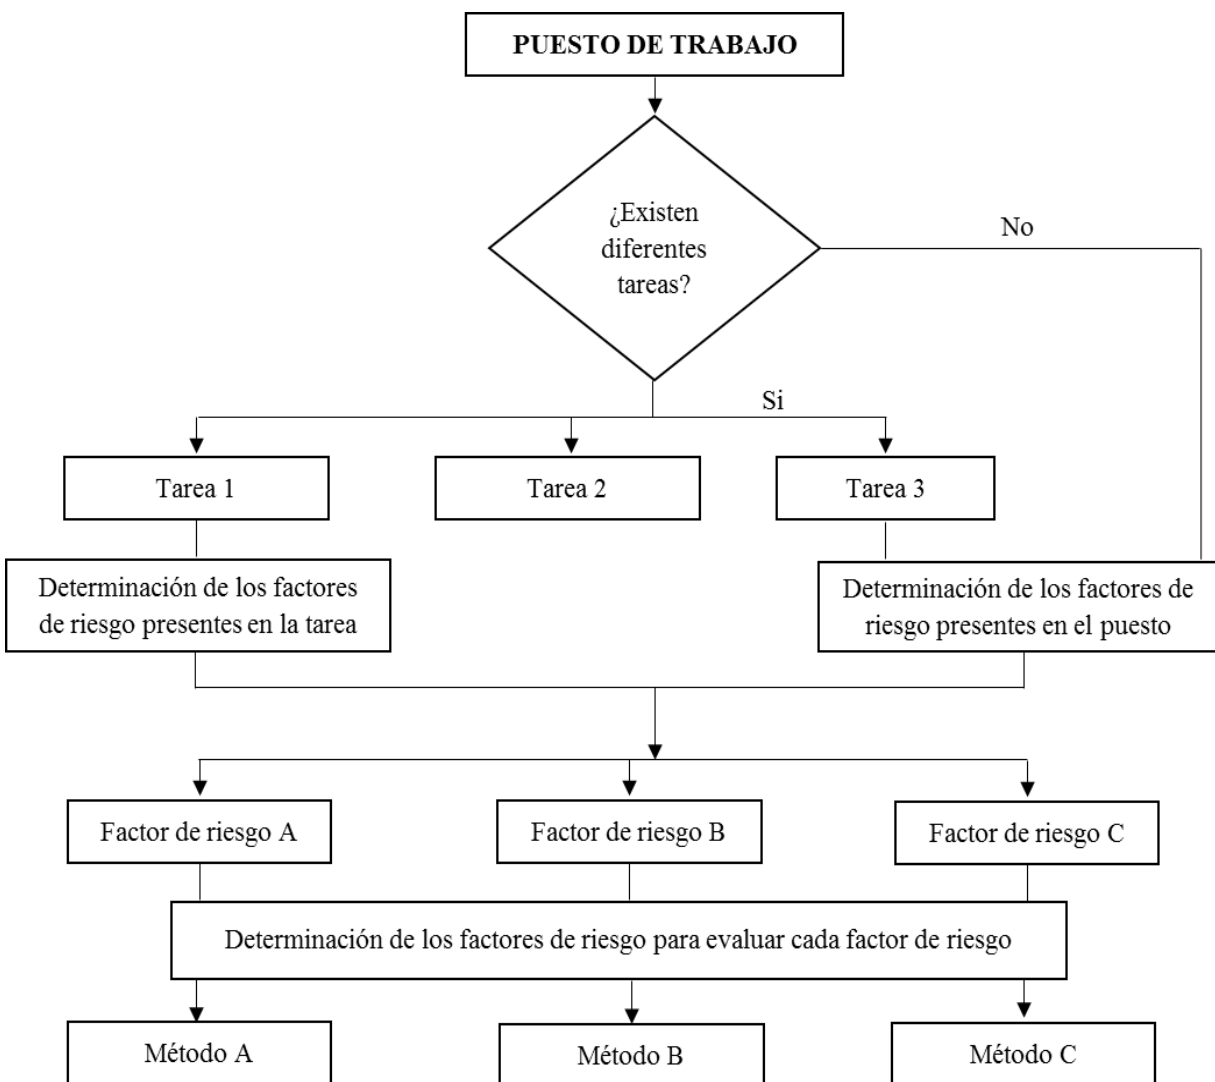 PUESTO DE TRABAJO
¿Existen
diferentes
tareas?
No
Si
Tarea 1
Tarea 2
Tarea 3
Determinación de los factores
de riesgo presentes en la tarea
Determinación de los factores de
riesgo presentes en el puesto
Factor de riesgo A
Factor de riesgo B
Factor de riesgo C
Determinación de los factores de riesgo para evaluar cada factor de riesgo
Método A
Método B
Método C